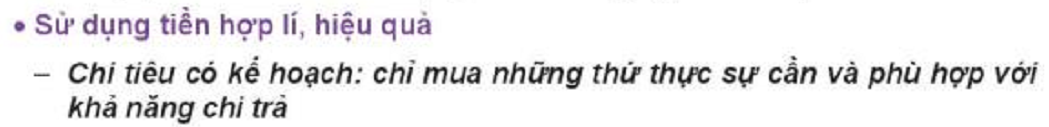 • Sử dụng tiền hợp lí, hiệu quả
– Chi tiêu có kế hoạch: chỉ mua những thứ thực sự cần và phù hợp với
khả năng chi trả